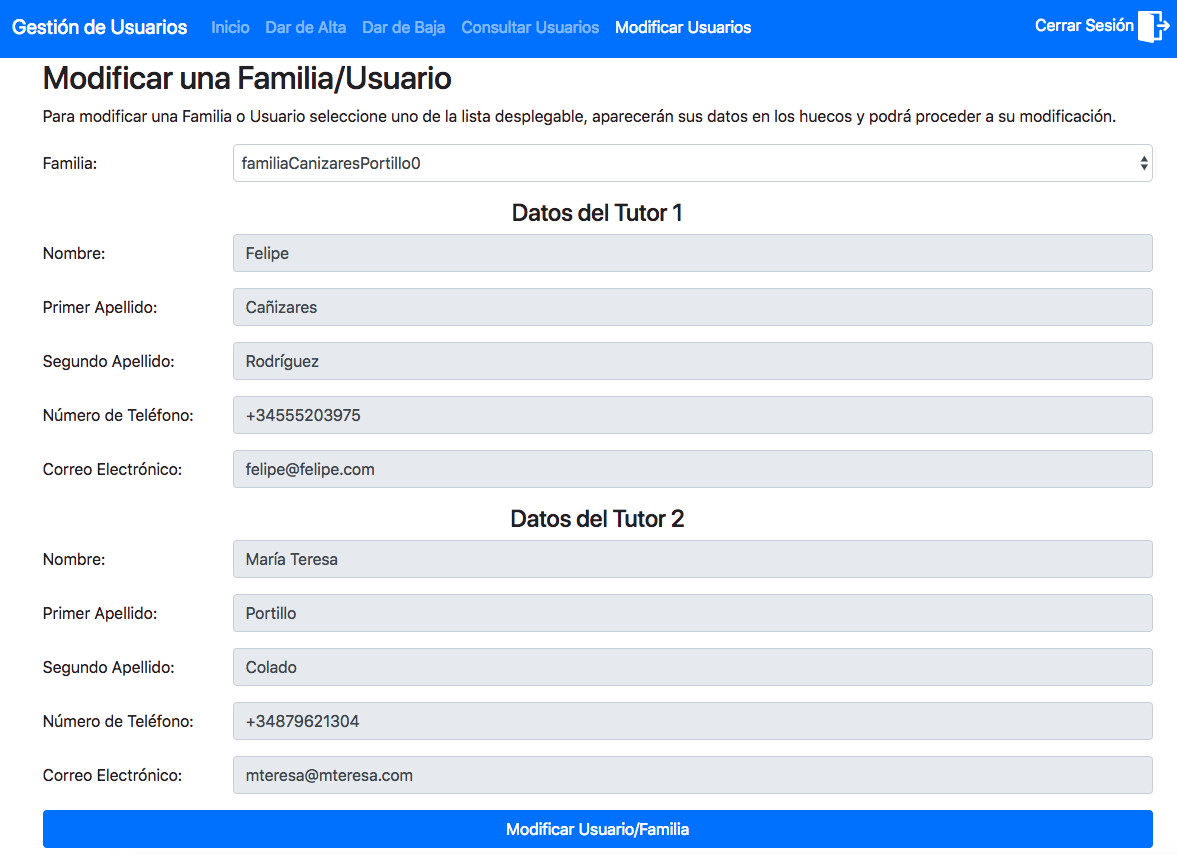 Gestión de Usuarios Inicio Dar de Alta Dar de Baja Consultar Usuarios Modificar Usuarios Cerrar Sesión
Modificar una Familia/Usuario
Para modificar una Familia o Usuario seleccione uno de la lista desplegable, aparecerán sus datos en los huecos y podrá proceder a su modificación.
Familia: familiaCanizaresPortillo0
Datos del Tutor 1
Nombre: Felipe
Primer Apellido: Cañizares
Segundo Apellido: Rodríguez
Número de Teléfono: +34555203975
Correo Electrónico: felipe@felipe.com
Datos del Tutor 2
Nombre: María Teresa
Primer Apellido: Portillo
Segundo Apellido: Colado
Número de Teléfono: +34879621304
Correo Electrónico: mteresa@mteresa.com
Modificar Usuario/Familia